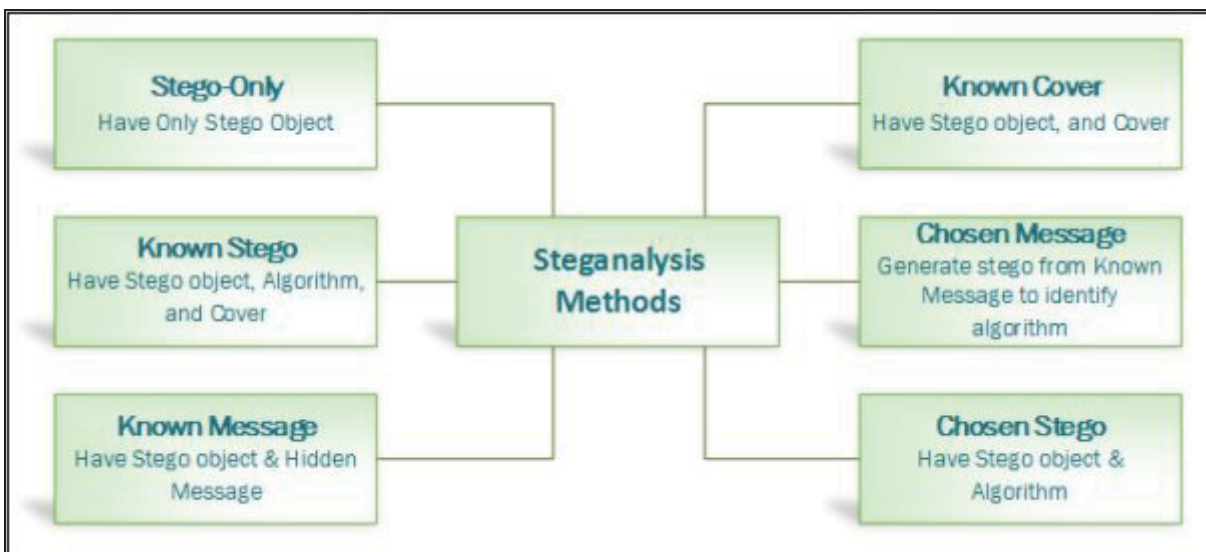 Stego-Only
Have Only Stego Object
Known Stego
Have Stego object, Algorithm,
and Cover
Known Message
Have Stego object & Hidden
Message
Steganalysis
Methods
Known Cover
Have Stego object, and Cover
Chosen Message
Generate stego from Known
Message to identify
algorithm
Chosen Stego
Have Stego object &
Algorithm